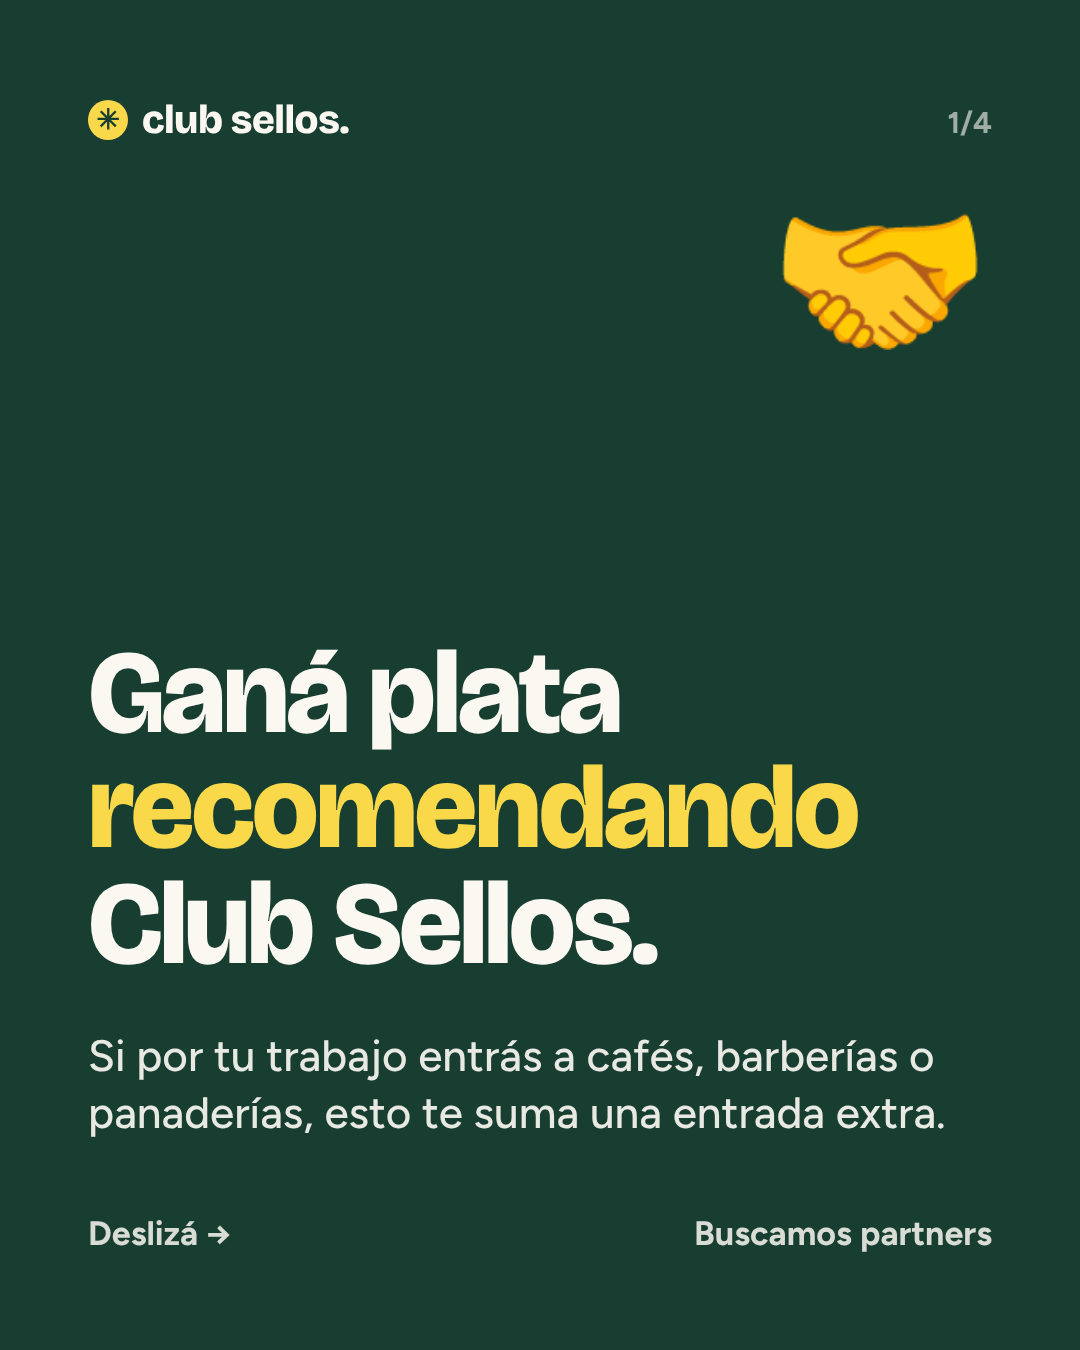 club sellos.
1/4
Ganá plata
recomendando
Club Sellos.
Si por tu trabajo entrás a cafés, barberías o
panaderías, esto te suma una entrada extra.
Deslizá →
Buscamos partners